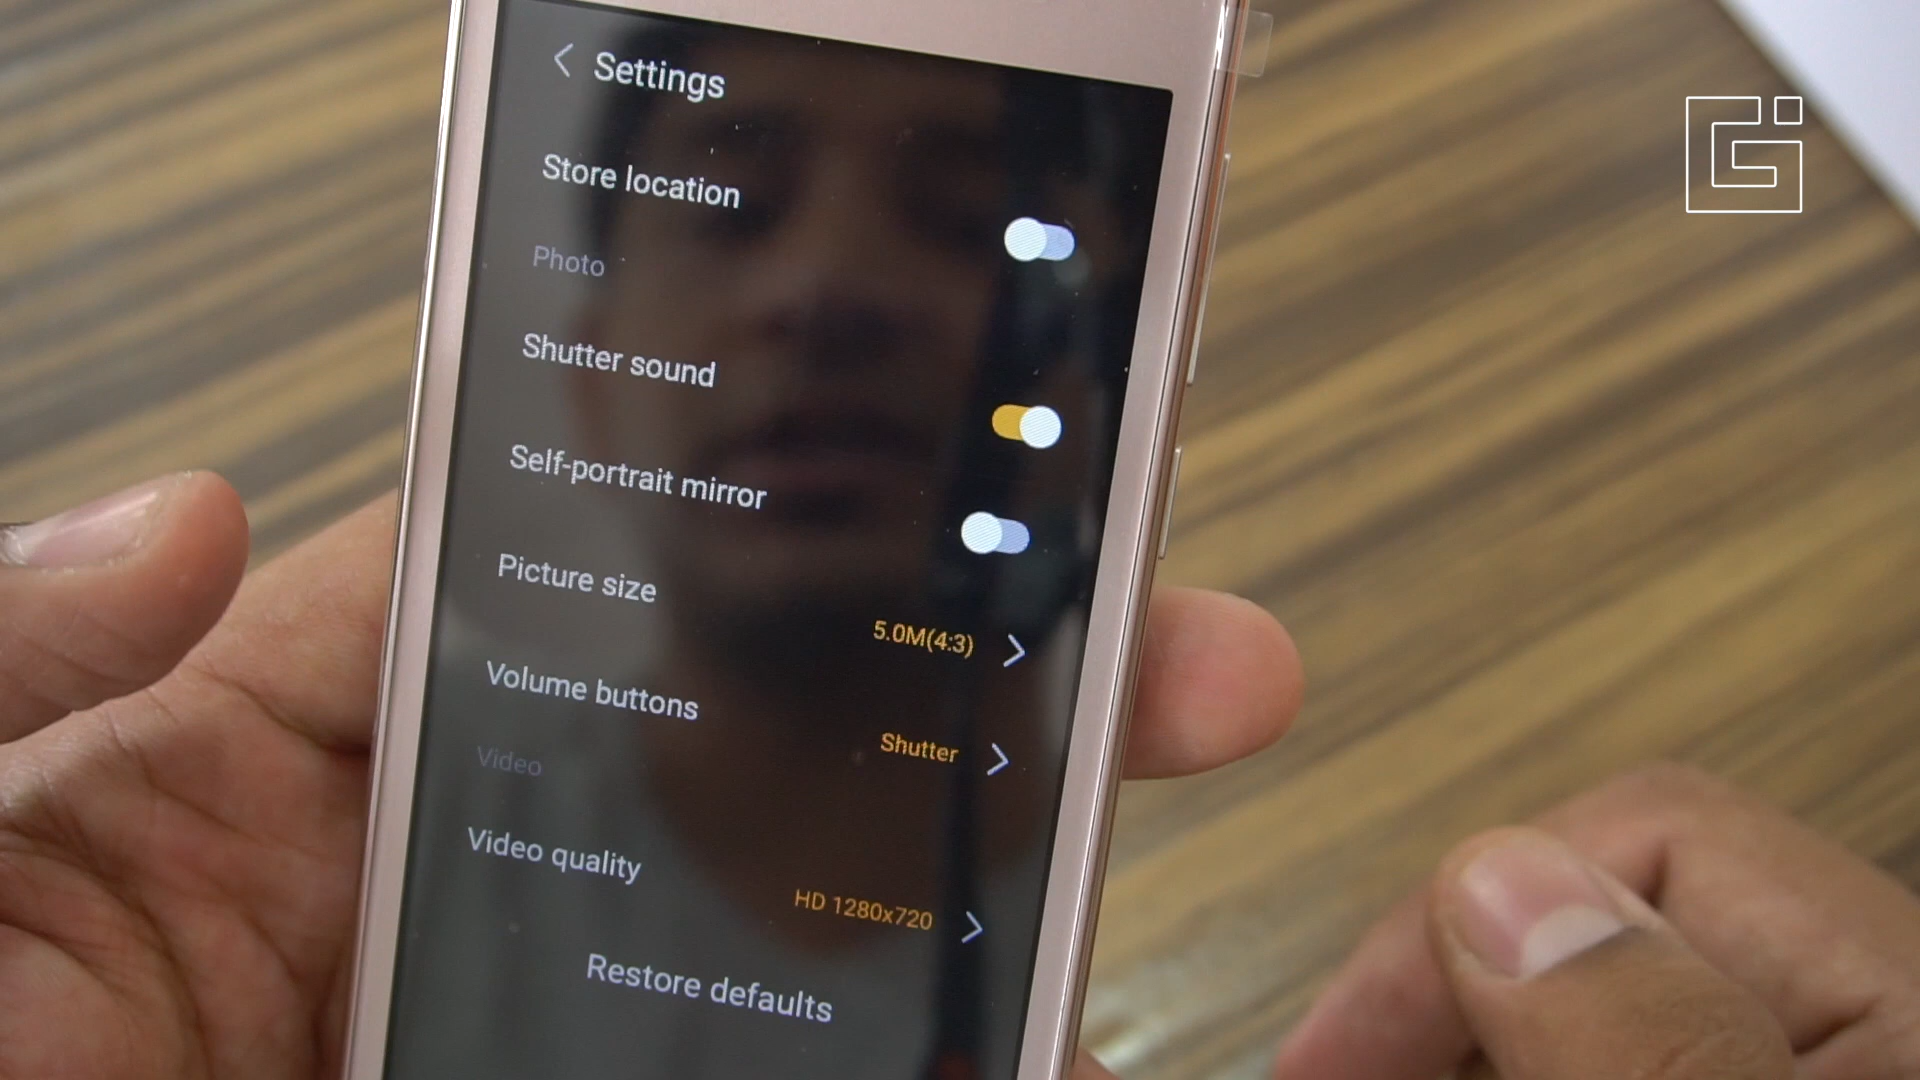 Settings
Store location
Photo
Shutter sound
Self-portrait mirror
Picture size
5.0M(4:3)
Volume buttons
Shutter
Video
Video quality
HD 1280x720
Restore defaults